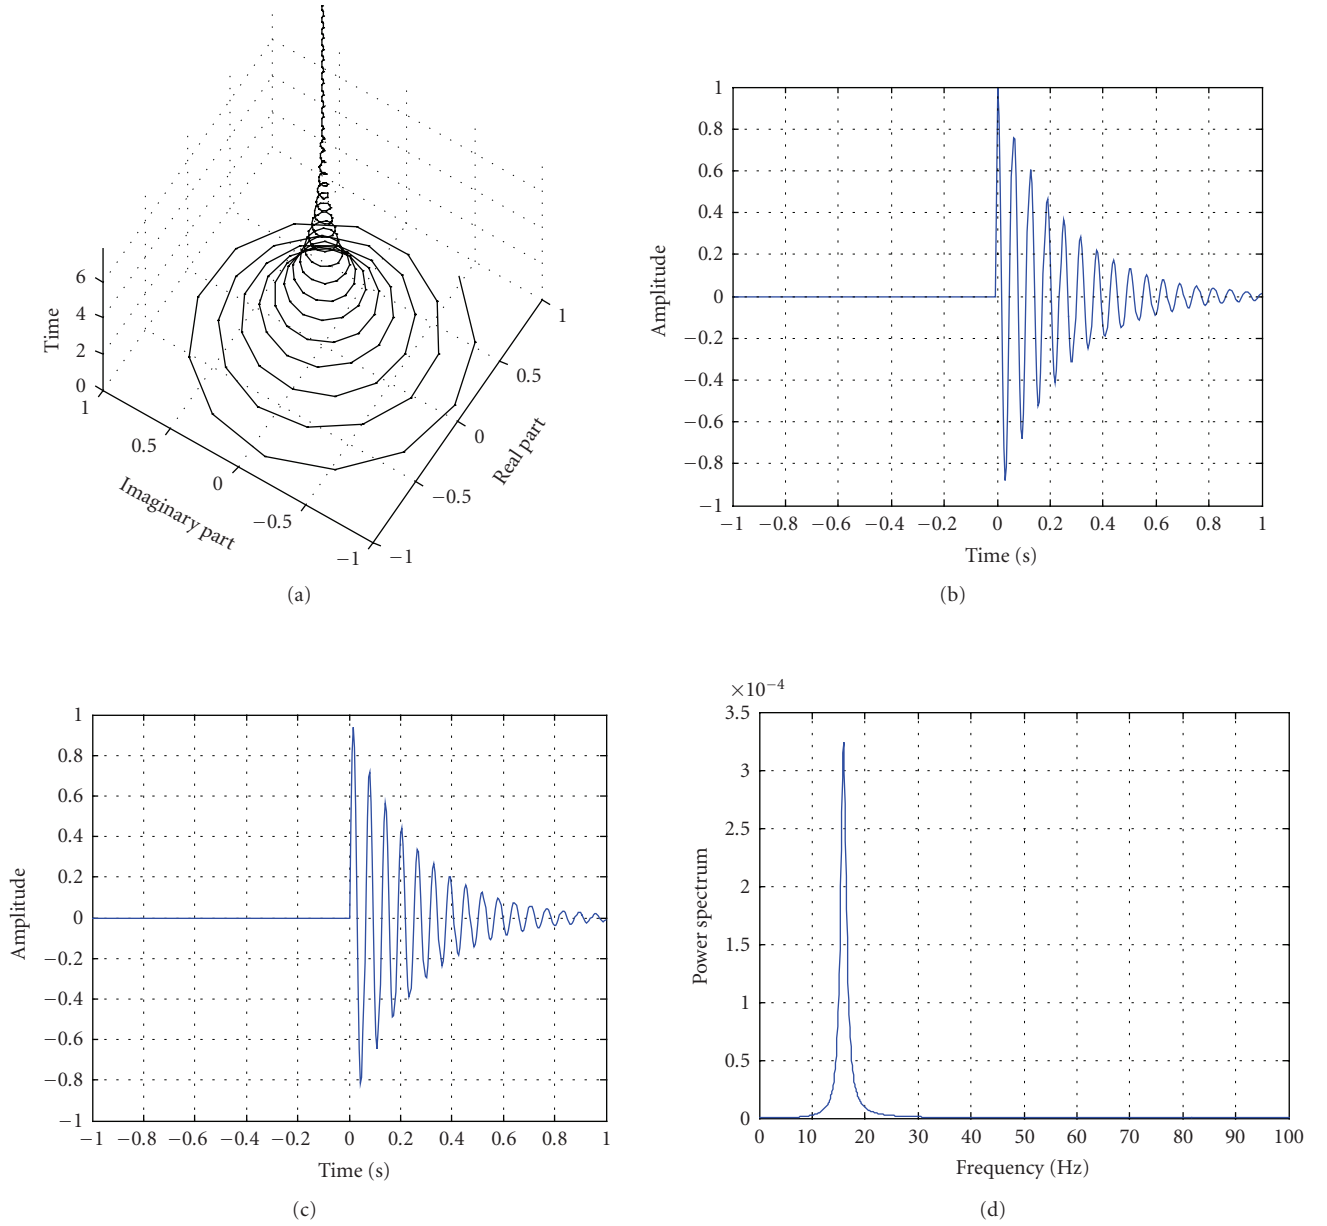 6
4
2
0
Time
1
0.5
0
−0.5
−1
Imaginary part
1
0.5
0
−0.5
−1
Real part
(a)
1
0.8
0.6
0.4
0.2
0
−0.2
−0.4
−0.6
−0.8
−1
Amplitude
−1 −0.8 −0.6 −0.4 −0.2 0 0.2 0.4 0.6 0.8 1
Time (s)
(b)
1
0.8
0.6
0.4
0.2
0
−0.2
−0.4
−0.6
−0.8
−1
Amplitude
−1 −0.8 −0.6 −0.4 −0.2 0 0.2 0.4 0.6 0.8 1
Time (s)
(c)
×10−4
3.5
3
2.5
2
1.5
1
0.5
0
Power spectrum
0 10 20 30 40 50 60 70 80 90 100
Frequency (Hz)
(d)